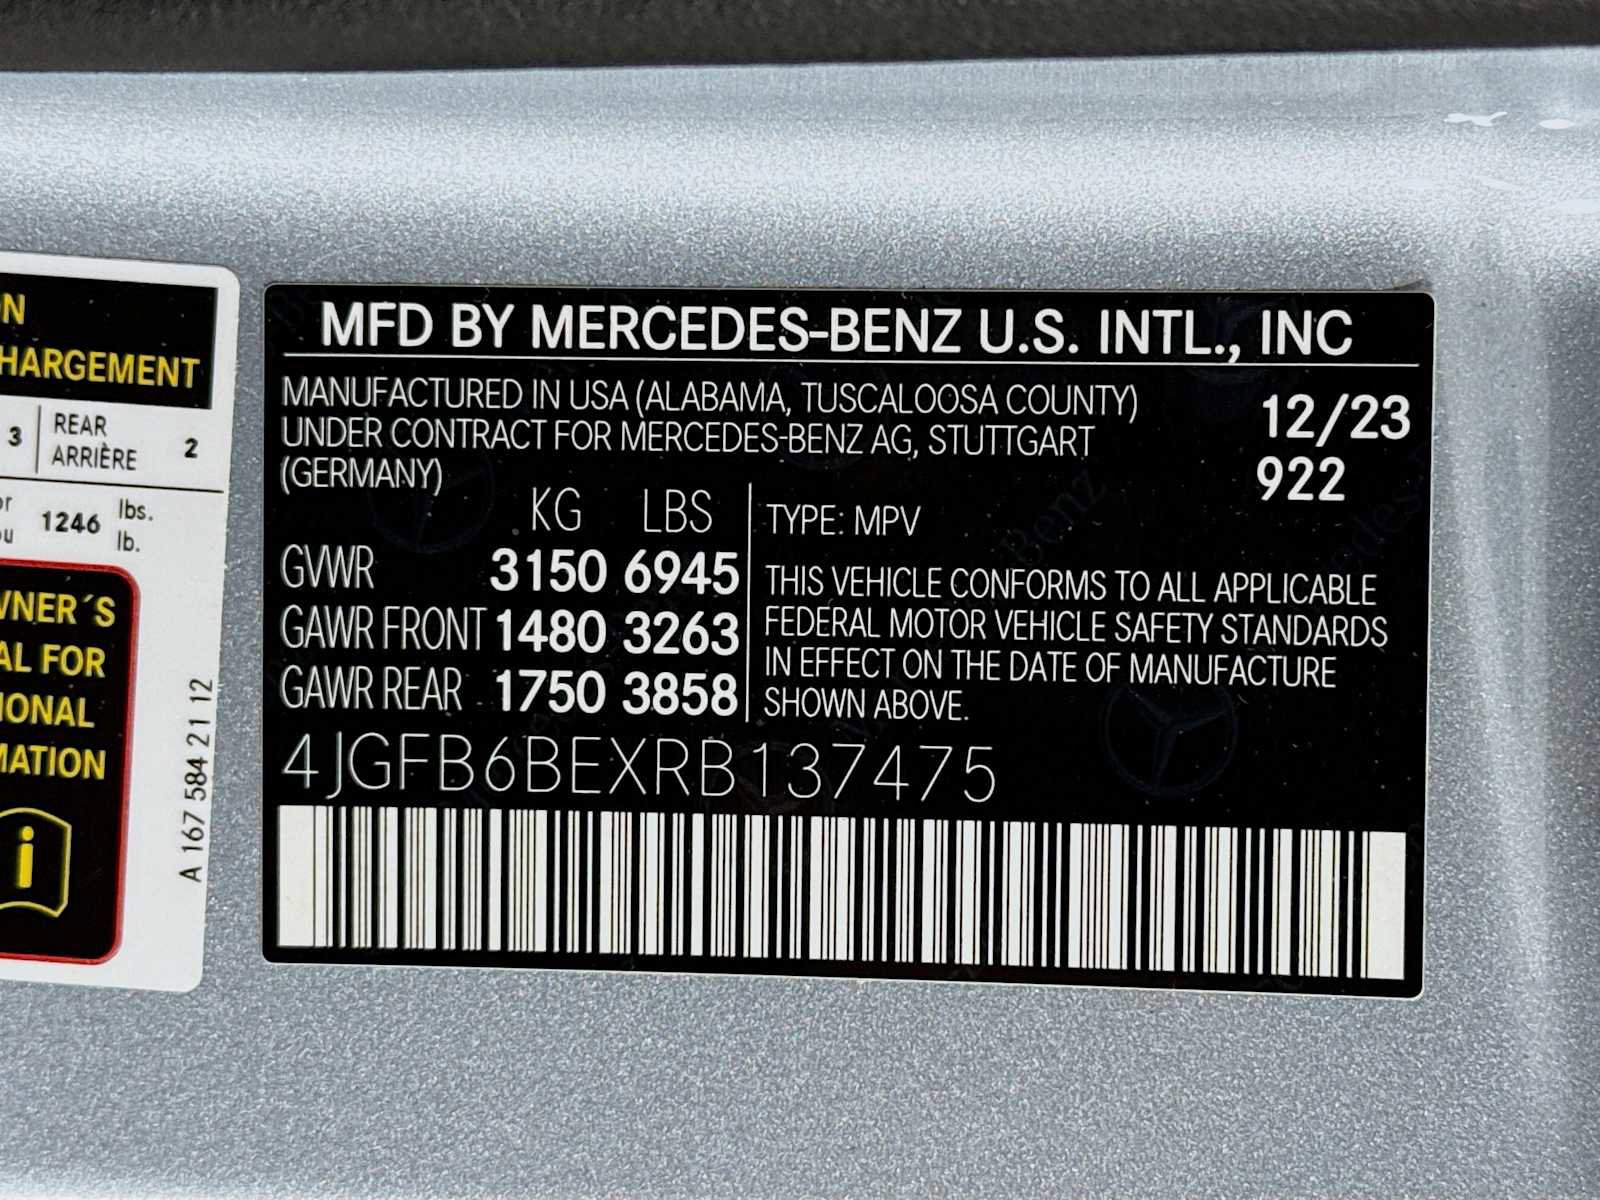 ON
HARGEMENT
3 REAR
ARRIÈRE 2
or
ou 1246 lbs.
lb.
WNER´S
AL FOR
IONAL
MATION
i
A 167 584 21 12
MFD BY MERCEDES-BENZ U.S. INTL., INC
MANUFACTURED IN USA (ALABAMA, TUSCALOOSA COUNTY)
UNDER CONTRACT FOR MERCEDES-BENZ AG, STUTTGART
(GERMANY)
12/23
922
KG LBS
GVWR 3150 6945
GAWR FRONT 1480 3263
GAWR REAR 1750 3858
TYPE: MPV
THIS VEHICLE CONFORMS TO ALL APPLICABLE
FEDERAL MOTOR VEHICLE SAFETY STANDARDS
IN EFFECT ON THE DATE OF MANUFACTURE
SHOWN ABOVE.
4JGFB6BEXRB137475